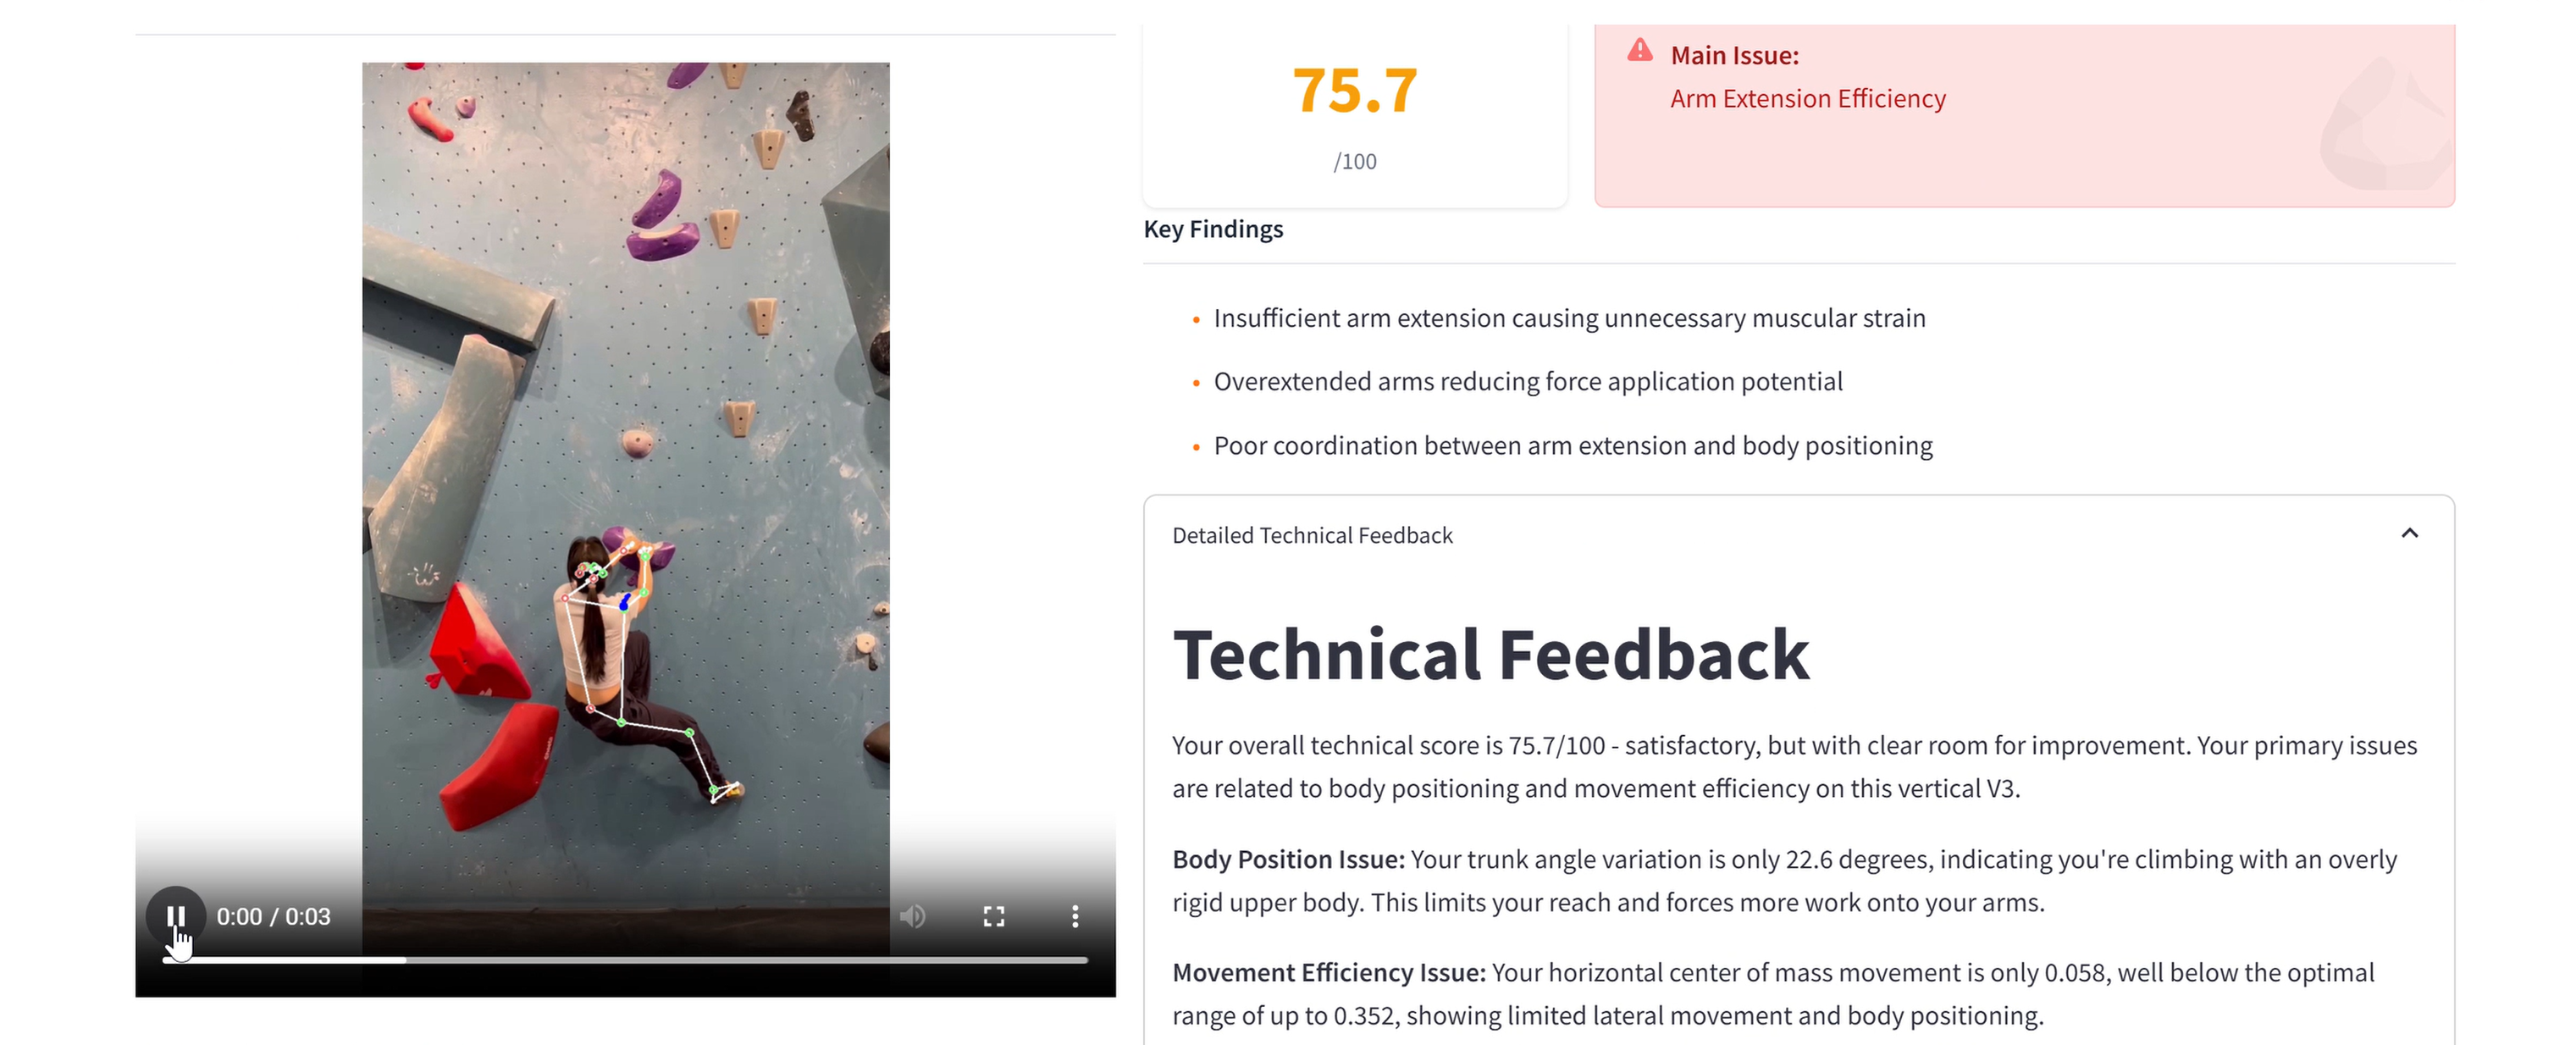 75.7
/100
Main Issue:
Arm Extension Efficiency
Key Findings
Insufficient arm extension causing unnecessary muscular strain
Overextended arms reducing force application potential
Poor coordination between arm extension and body positioning
Detailed Technical Feedback
Technical Feedback
Your overall technical score is 75.7/100 - satisfactory, but with clear room for improvement. Your primary issues
are related to body positioning and movement efficiency on this vertical V3.
Body Position Issue: Your trunk angle variation is only 22.6 degrees, indicating you're climbing with an overly
rigid upper body. This limits your reach and forces more work onto your arms.
Movement Efficiency Issue: Your horizontal center of mass movement is only 0.058, well below the optimal
range of up to 0.352, showing limited lateral movement and body positioning.
0:00 / 0:03